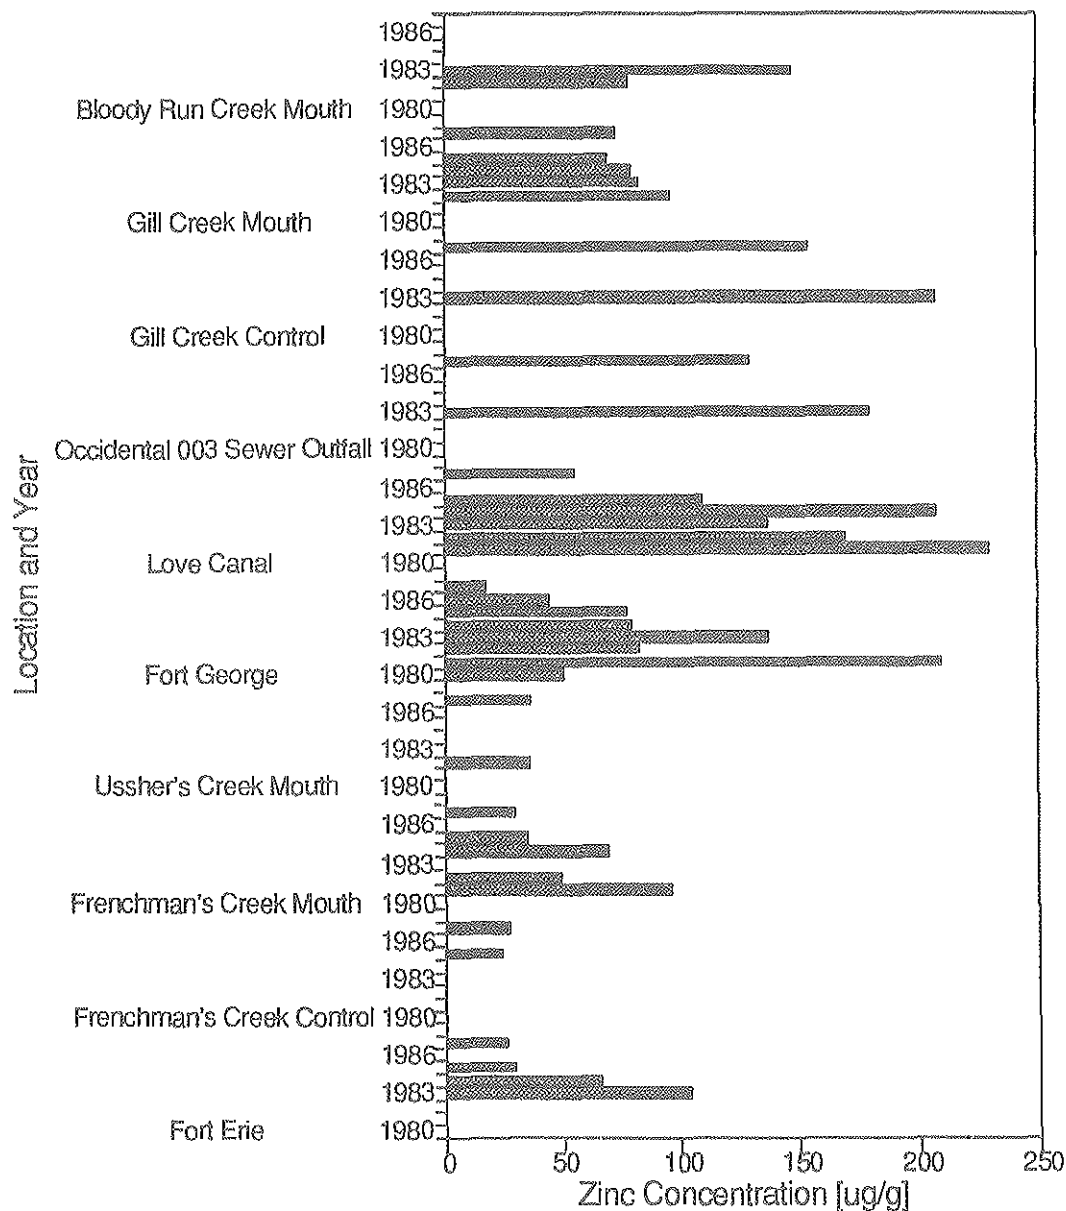 1986
1983
Bloody Run Creek Mouth 1980
1986
1983
Gill Creek Mouth 1980
1986
1983
Gill Creek Control 1980
1986
1983
Occidental 003 Sewer Outfall 1980
1986
1983
Love Canal 1980
1986
1983
Fort George 1980
1986
1983
Ussher's Creek Mouth 1980
1986
1983
Frenchman's Creek Mouth 1980
1986
1983
Frenchman's Creek Control 1980
1986
1983
Fort Erie 1980
Location and Year
0 50 100 150 200 250
Zinc Concentration [ug/g]